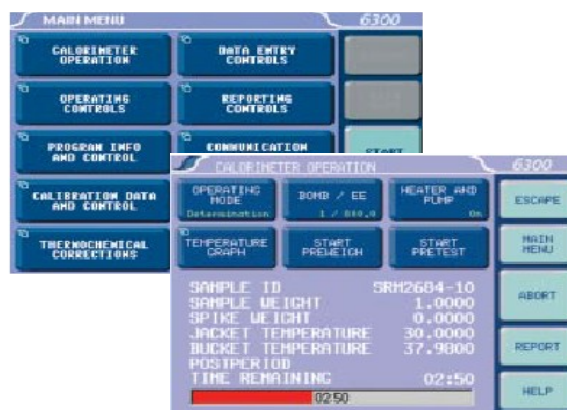 MAIN MENU
6300
CALORIMETER
OPERATION
DATA ENTRY
CONTROLS
OPERATING
CONTROLS
REPORTING
CONTROLS
PROGRAM INFO
AND CONTROL
COMMUNICATION
START
CALIBRATION DATA
AND CONTROL
THERMOCHEMICAL
CORRECTIONS
CALORIMETER OPERATION
6300
OPERATING
MODE
Determination
BOMB / EE
HEATER AND
PUMP
On
ESCAPE
TEMPERATURE
GRAPH
START
PREWEIGH
START
PRETEST
MAIN
MENU
SAMPLE ID SRM2684-10
SAMPLE WEIGHT 1.0000
SPIKE WEIGHT 0.0000
JACKET TEMPERATURE 30.0000
BUCKET TEMPERATURE 37.9800
POSTPERIOD
TIME REMAINING 02:50
02:50
ABORT
REPORT
HELP